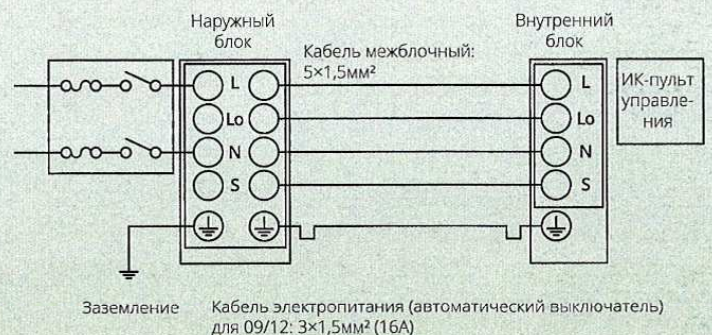 Наружный
блок
Внутренний
блок
Кабель межблочный:
5×1,5мм²
L
Lo
N
S
L
Lo
N
S
ИК-пульт
управле-
ния
Заземление
Кабель электропитания (автоматический выключатель)
для 09/12: 3×1,5мм² (16А)